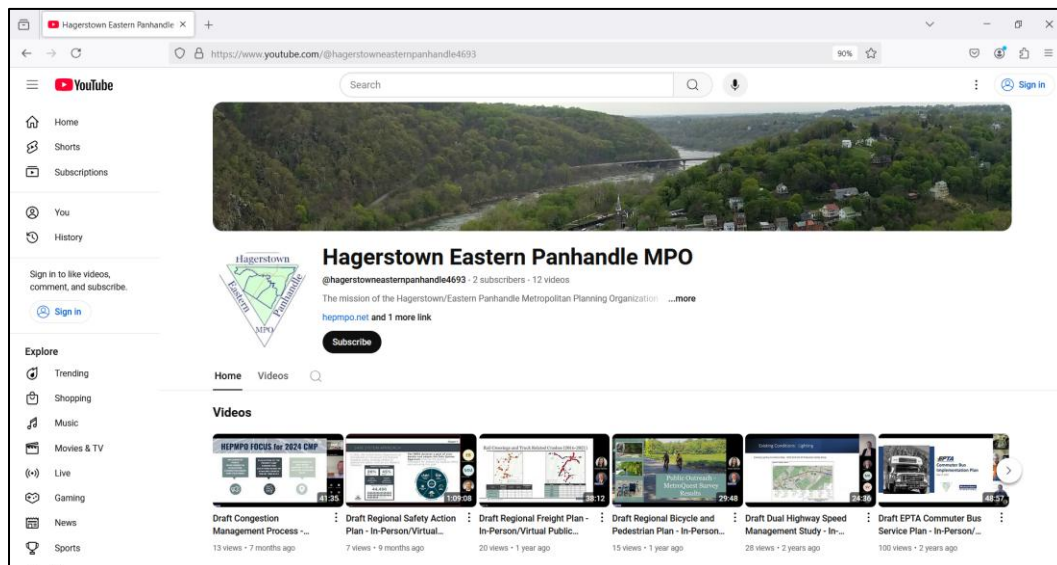 Hagerstown Eastern Panhandle
https://www.youtube.com/@hagerstowneasternpanhandle4693
90%
YouTube
Search
Sign in
Home
Shorts
Subscriptions
You
History
Sign in to like videos,
comment, and subscribe.
Sign in
Explore
Trending
Shopping
Music
Movies & TV
Live
Gaming
News
Sports
Hagerstown
Eastern
Panhandle
MPO
Hagerstown Eastern Panhandle MPO
@hagerstowneasternpanhandle4693 · 2 subscribers · 12 videos
The mission of the Hagerstown/Eastern Panhandle Metropolitan Planning Organization ...more
hepmpo.net and 1 more link
Subscribe
Home Videos
Videos
HEPMPO FOCUS for 2024 CMP
41:35
Draft Congestion
Management Process -...
13 views · 7 months ago
1:09:08
Draft Regional Safety Action
Plan - In-Person/Virtual...
7 views · 9 months ago
38:12
Draft Regional Freight Plan -
In-Person/Virtual Public...
20 views · 1 year ago
Public Outreach -
MetroQuest Survey
Results
29:48
Draft Regional Bicycle and
Pedestrian Plan - In-Person...
15 views · 1 year ago
Existing Conditions - Lighting
24:36
Draft Dual Highway Speed
Management Study - In-...
28 views · 2 years ago
EPTA
Commuter Bus
Implementation Plan
48:57
Draft EPTA Commuter Bus
Service Plan - In-Person/...
100 views · 2 years ago